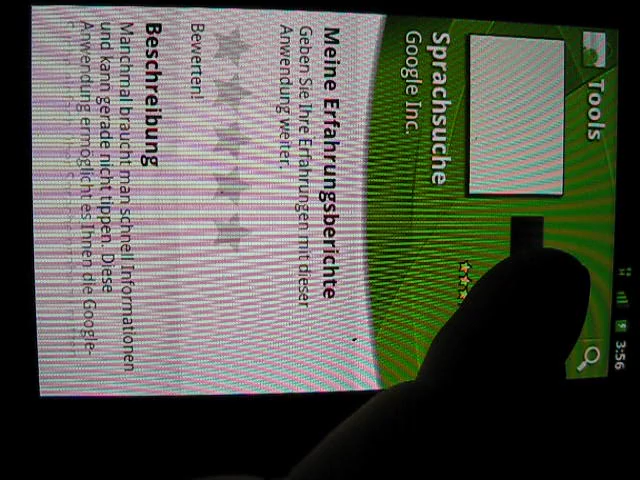 3:56
Tools
Sprachsuche
Google Inc.
Meine Erfahrungsberichte
Geben Sie Ihre Erfahrungen mit dieser
Anwendung weiter.
Bewerten!
Beschreibung
Manchmal braucht man schnell Informationen
und kann gerade nicht tippen. Diese
Anwendung ermöglicht es Ihnen, die Google-